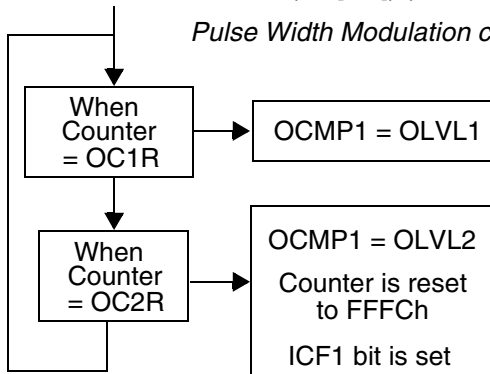 Pulse Width Modulation c
When
Counter
= OC1R
OCMP1 = OLVL1
When
Counter
= OC2R
OCMP1 = OLVL2
Counter is reset
to FFFCh
ICF1 bit is set